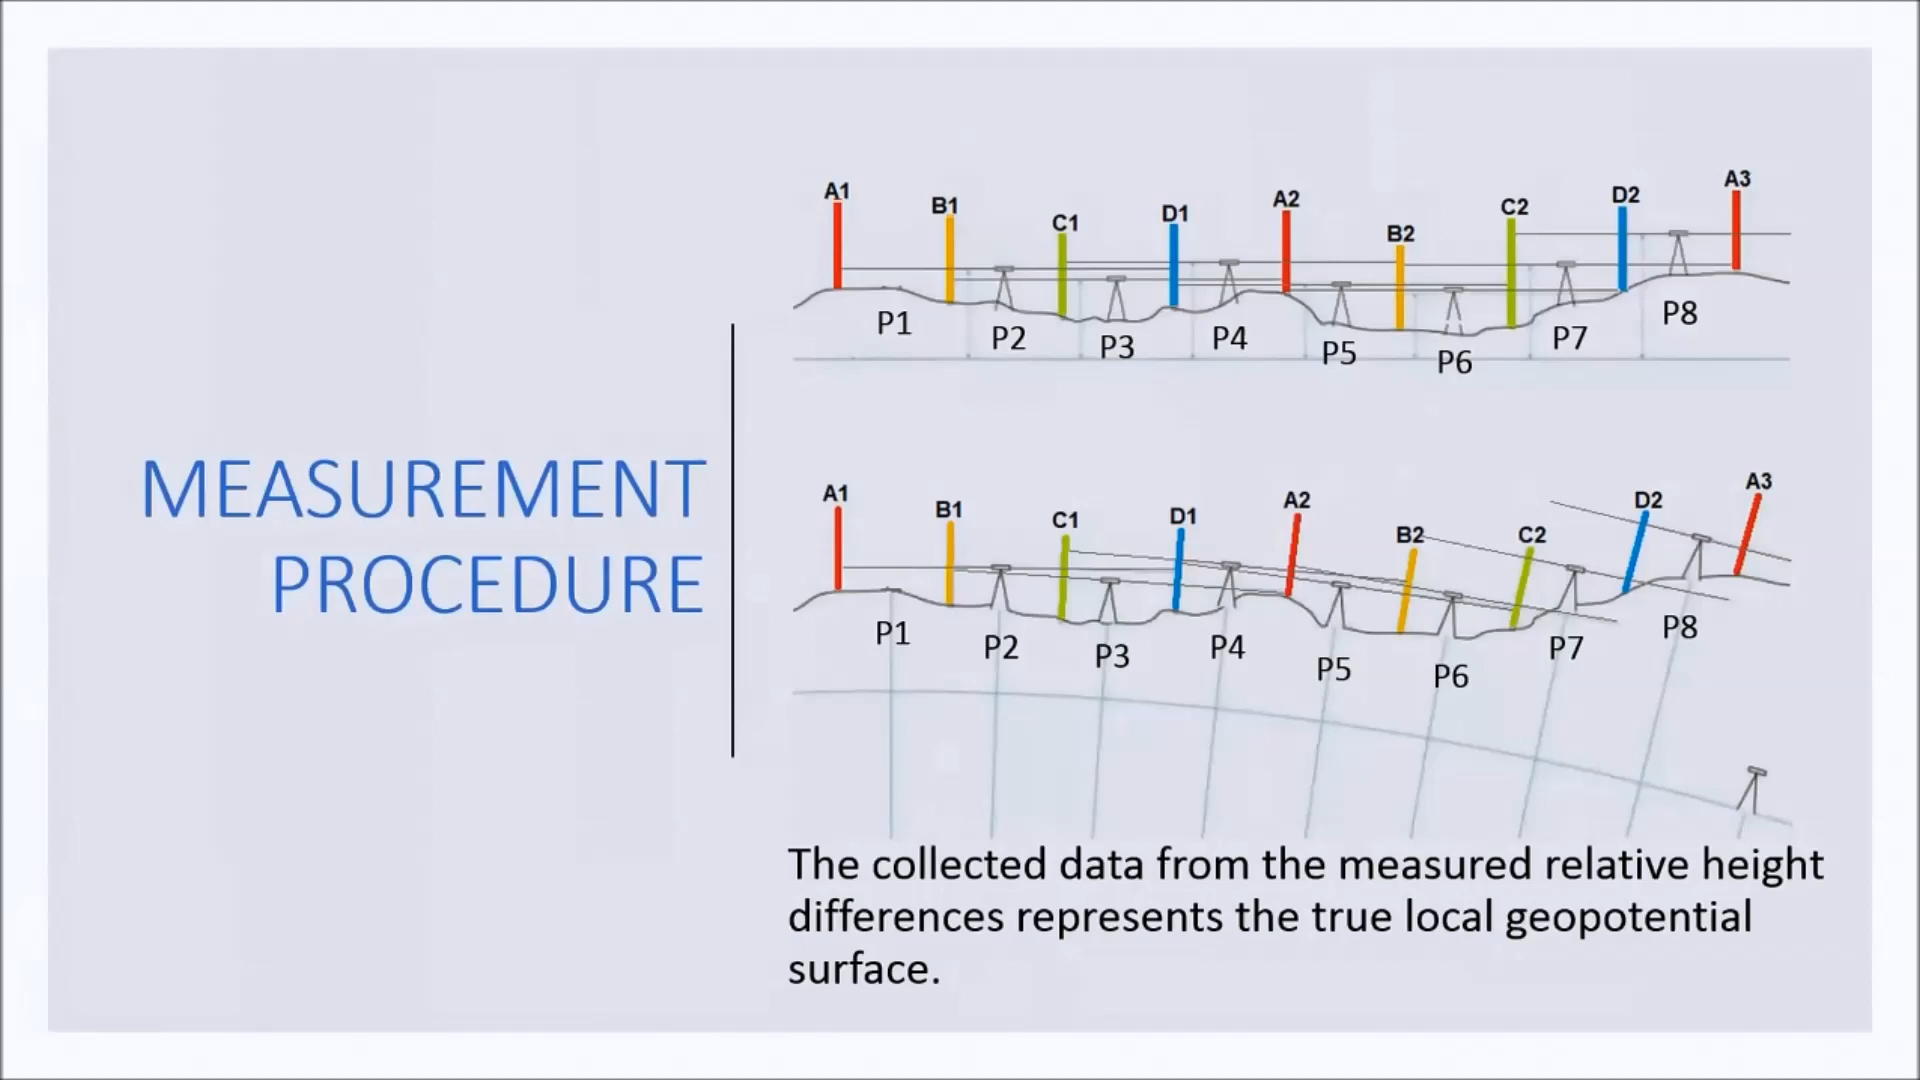 MEASUREMENT
PROCEDURE
A1 B1 C1 D1 A2 B2 C2 D2 A3
P1 P2 P3 P4 P5 P6 P7 P8
A1 B1 C1 D1 A2 B2 C2 D2 A3
P1 P2 P3 P4 P5 P6 P7 P8
The collected data from the measured relative height
differences represents the true local geopotential
surface.